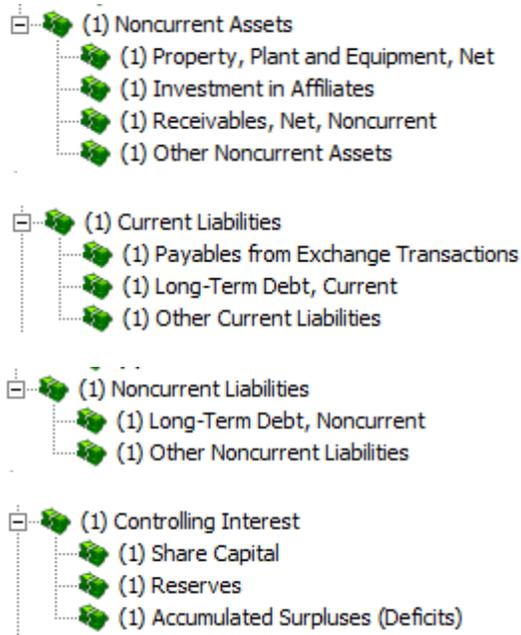 (1) Noncurrent Assets
(1) Property, Plant and Equipment, Net
(1) Investment in Affiliates
(1) Receivables, Net, Noncurrent
(1) Other Noncurrent Assets
(1) Current Liabilities
(1) Payables from Exchange Transactions
(1) Long-Term Debt, Current
(1) Other Current Liabilities
(1) Noncurrent Liabilities
(1) Long-Term Debt, Noncurrent
(1) Other Noncurrent Liabilities
(1) Controlling Interest
(1) Share Capital
(1) Reserves
(1) Accumulated Surpluses (Deficits)